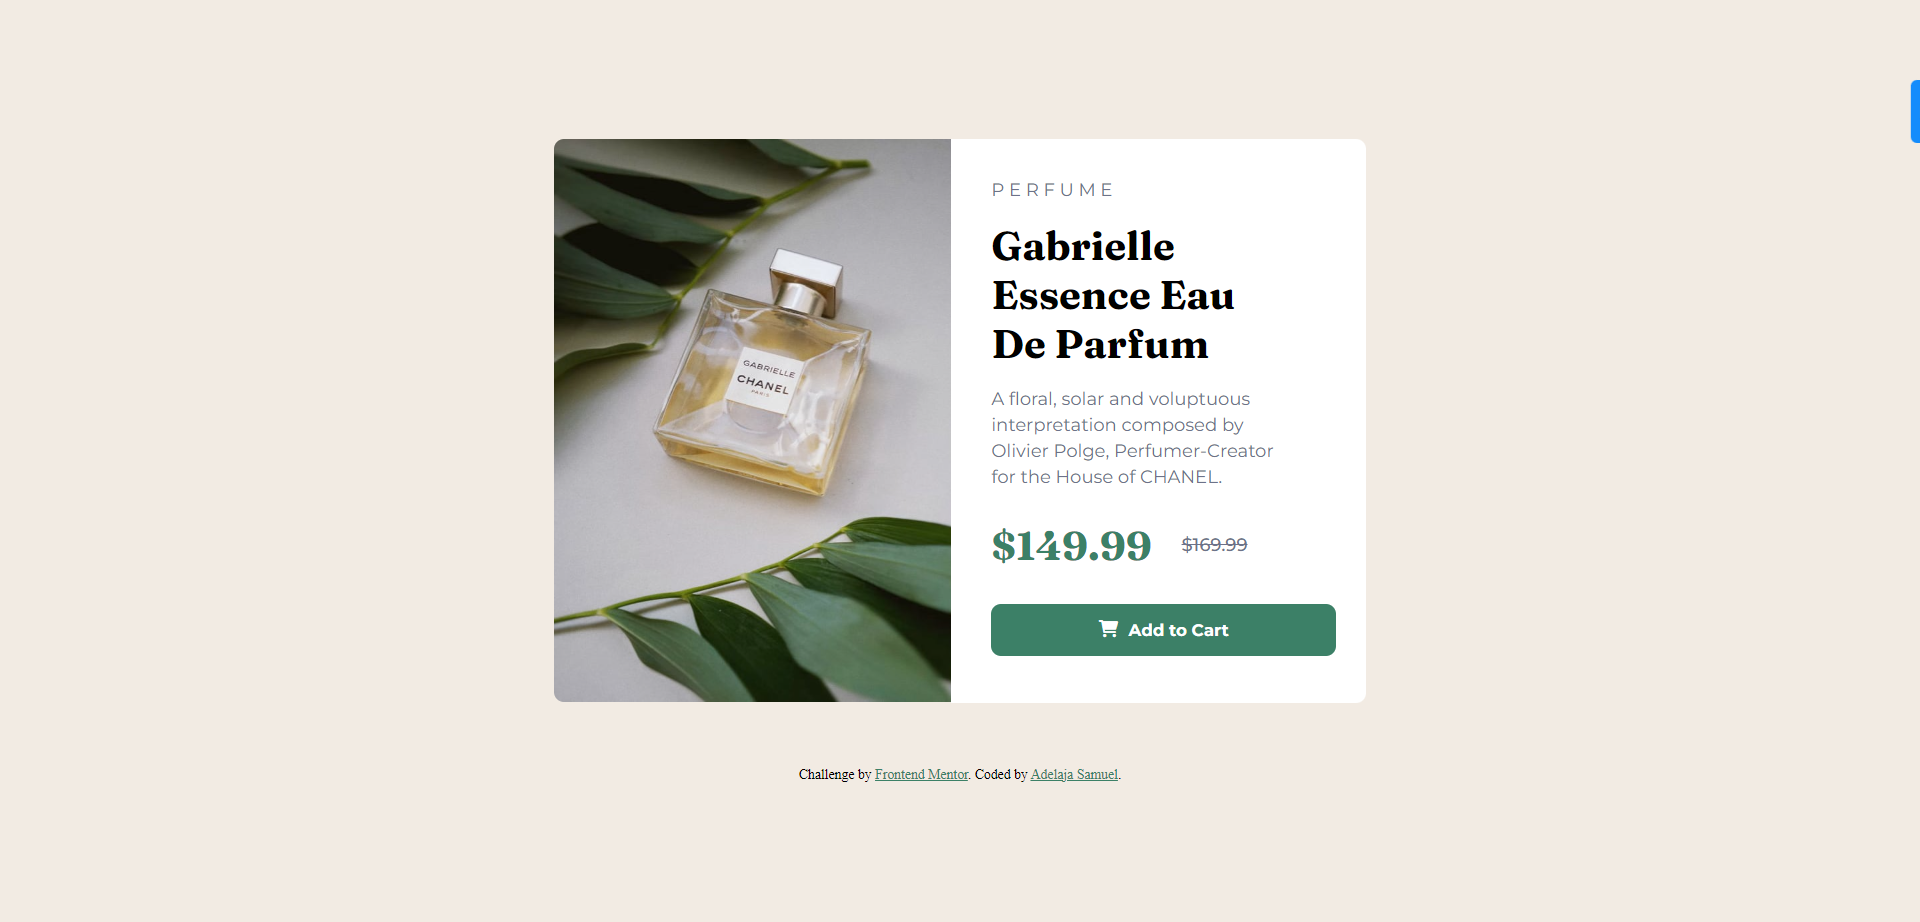 GABRIELLE
CHANEL
PARIS
PERFUME
Gabrielle
Essence Eau
De Parfum
A floral, solar and voluptuous
interpretation composed by
Olivier Polge, Perfumer-Creator
for the House of CHANEL.
$149.99 $169.99
Add to Cart
Challenge by Frontend Mentor. Coded by Adelaja Samuel.